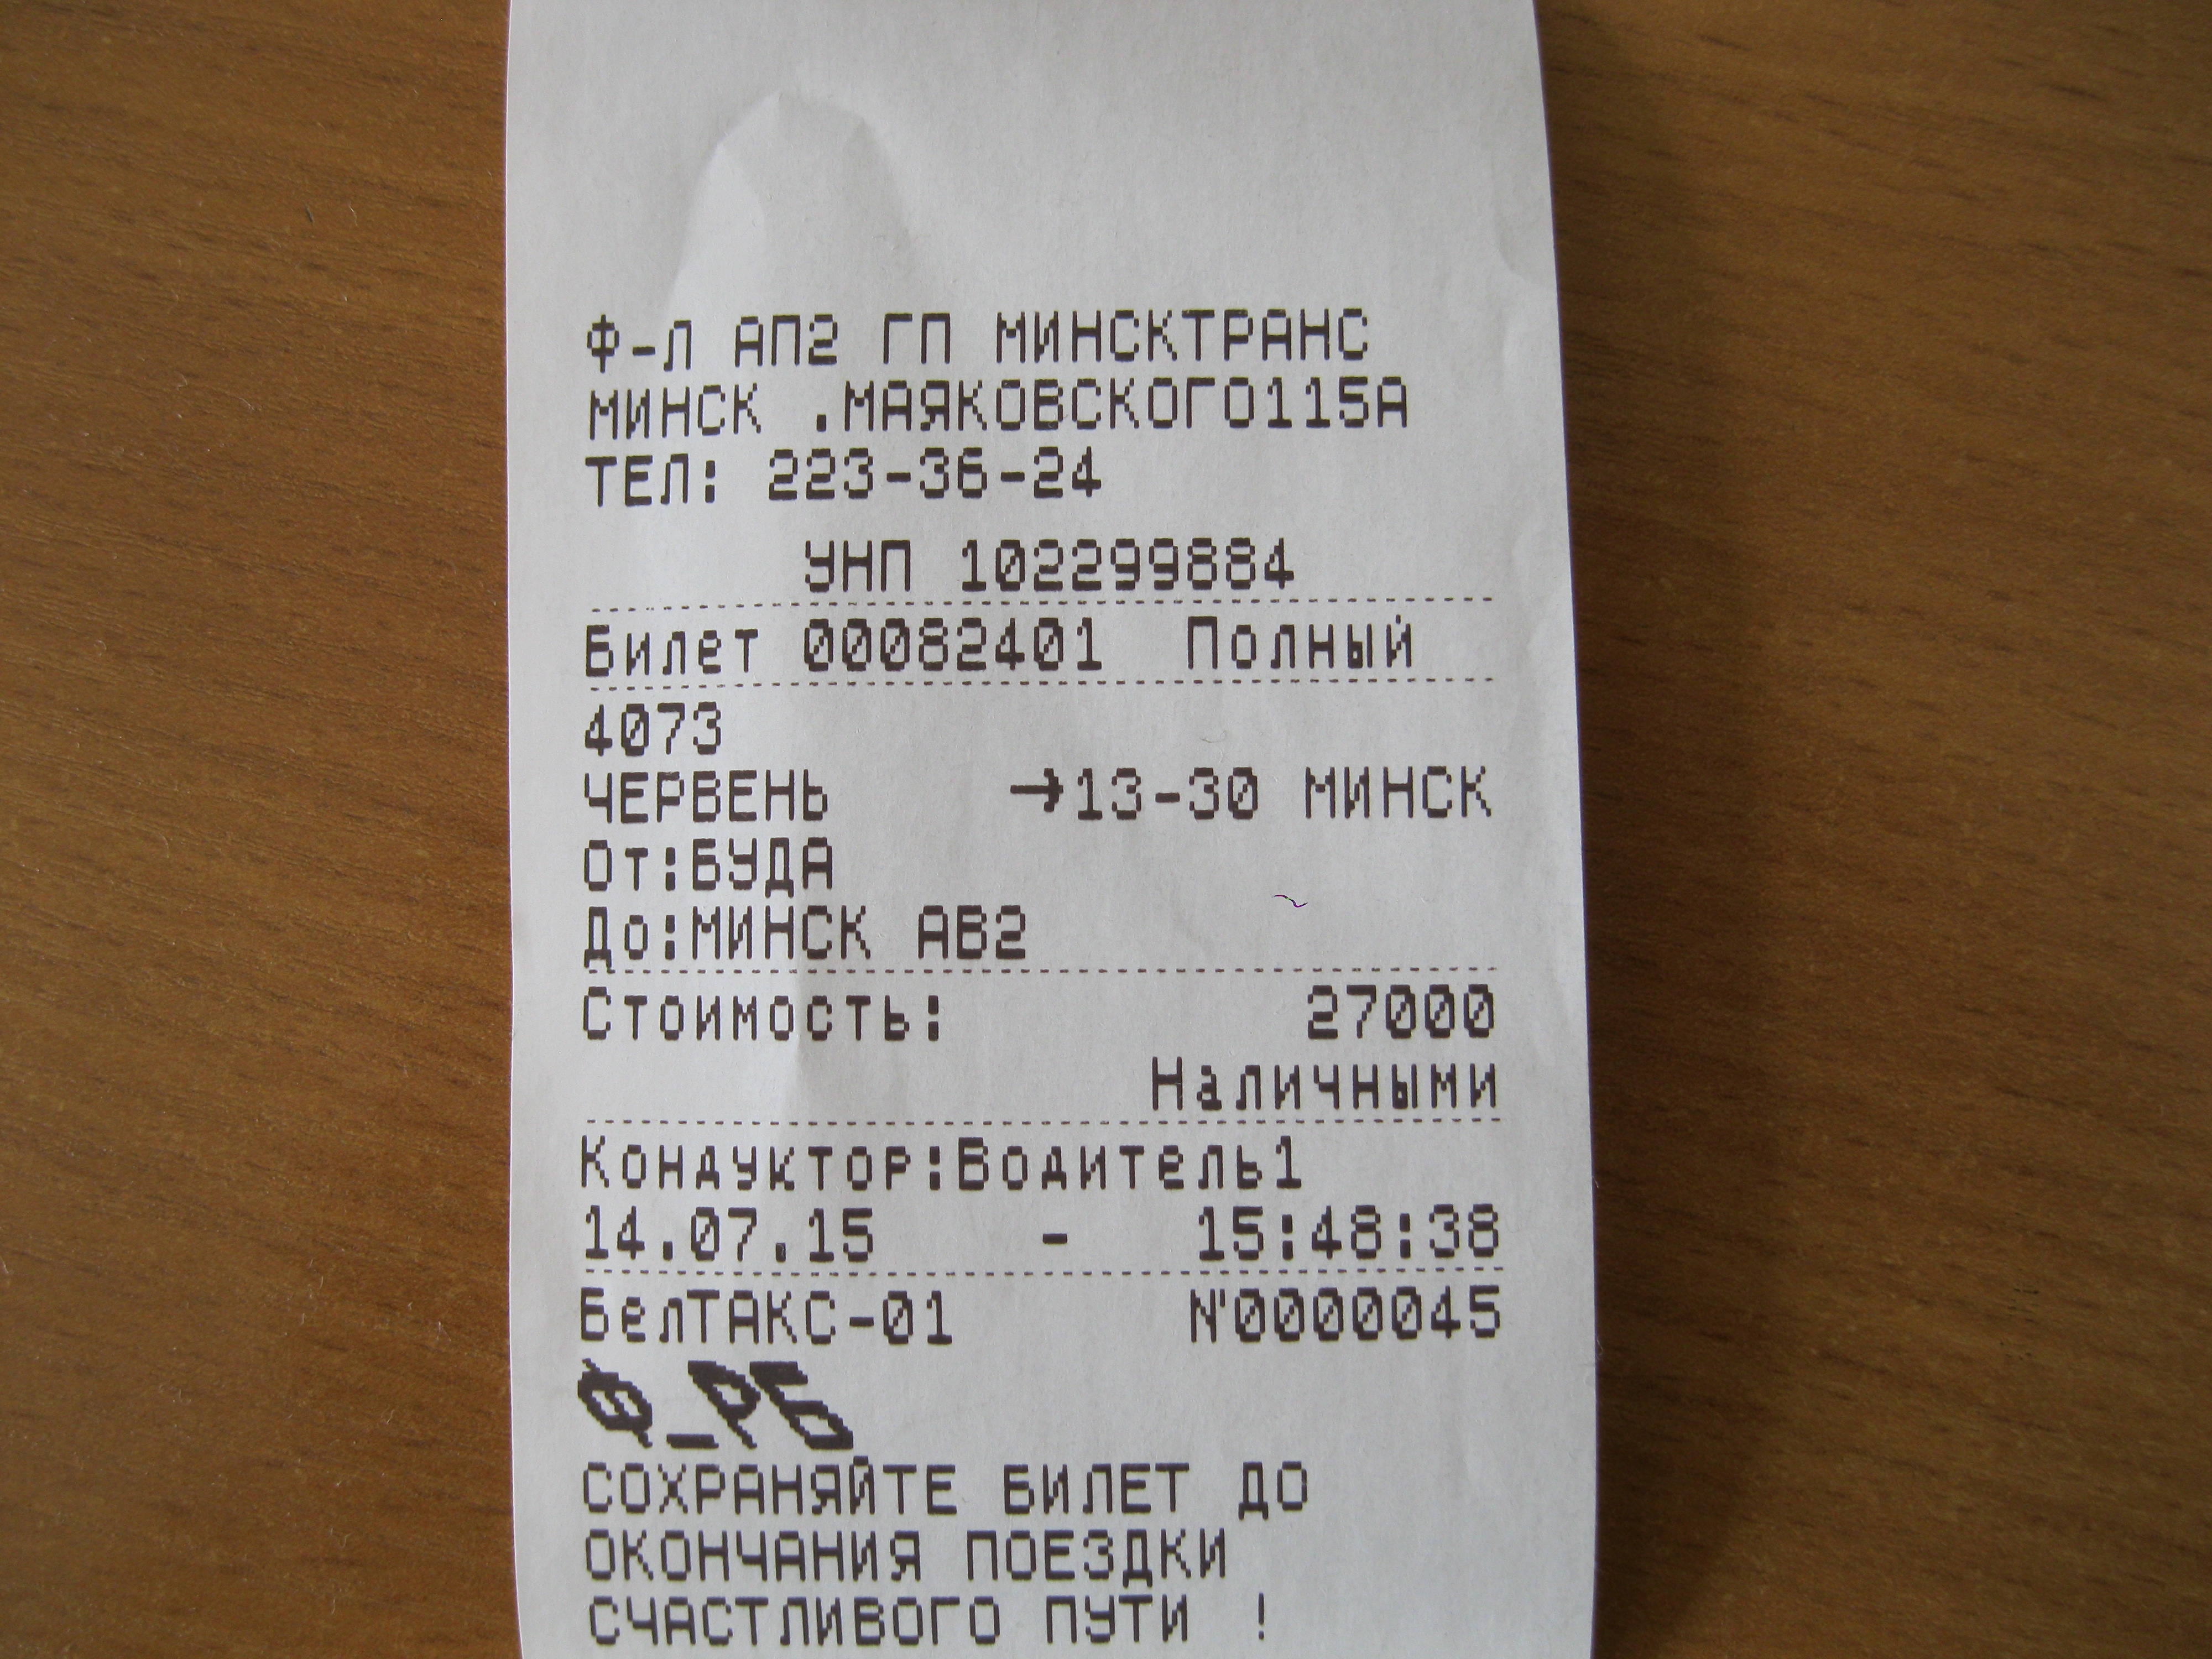 Ф-Л АП2 ГП МИНСКТРАНС
МИНСК .МАЯКОВСКОГО115А
ТЕЛ: 223-36-24
УНП 102299884
Билет 00082401 Полный
4073
ЧЕРВЕНЬ →13-30 МИНСК
ОТ:БУДА
До:МИНСК АВ2
Стоимость: 27000
Наличными
Кондуктор:Водитель1
14.07.15 - 15:48:38
БелТАКС-01 №0000045
Ф_РБ
СОХРАНЯЙТЕ БИЛЕТ ДО
ОКОНЧАНИЯ ПОЕЗДКИ
СЧАСТЛИВОГО ПУТИ !